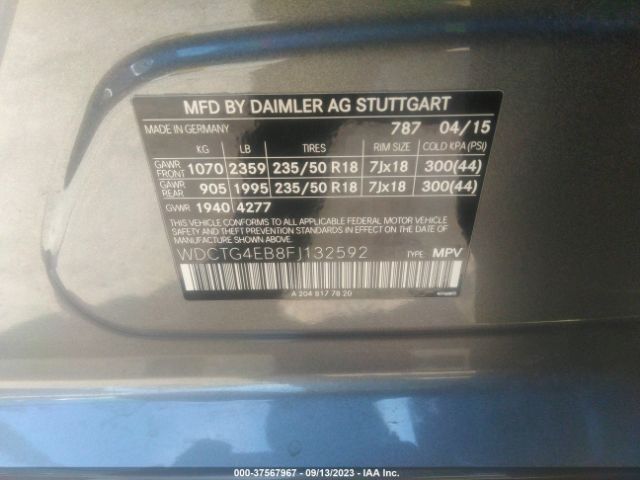 MFD BY DAIMLER AG STUTTGART
MADE IN GERMANY 787 04/15
KG LB TIRES RIM SIZE COLD KPA (PSI)
GAWR FRONT 1070 2359 235/50 R18 7Jx18 300(44)
GAWR REAR 905 1995 235/50 R18 7Jx18 300(44)
GVWR 1940 4277
THIS VEHICLE CONFORMS TO ALL APPLICABLE FEDERAL MOTOR VEHICLE
SAFETY AND THEFT PREVENTION STANDARDS IN EFFECT ON THE DATE
OF MANUFACTURE SHOWN ABOVE.
WDCTG4EB8FJ132592 TYPE: MPV
A 204 817 78 20
000-37567967 - 09/13/2023 - IAA Inc.